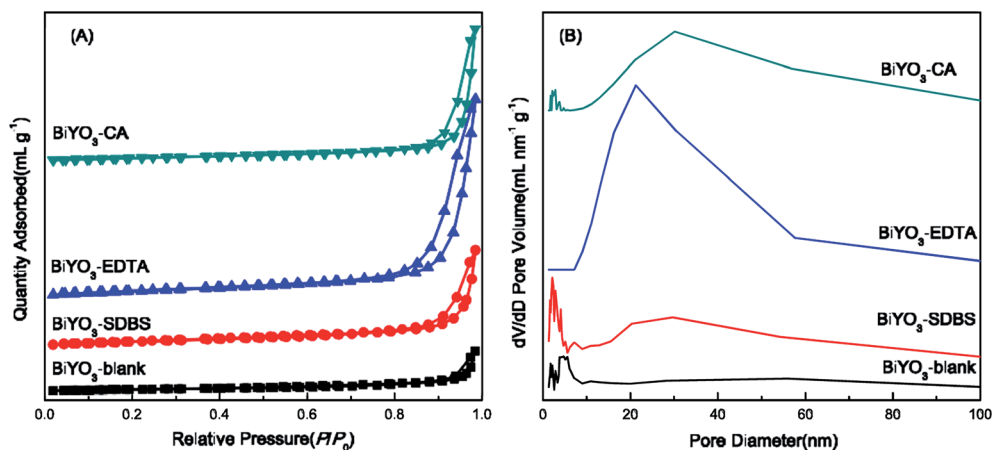 (A)
BiYO3-CA
BiYO3-EDTA
BiYO3-SDBS
BiYO3-blank
Quantity Adsorbed(mL g-1)
0.0 0.2 0.4 0.6 0.8 1.0
Relative Pressure(P/P0)
(B)
BiYO3-CA
BiYO3-EDTA
BiYO3-SDBS
BiYO3-blank
dV/dD Pore Volume(mL nm-1 g-1)
0 20 40 60 80 100
Pore Diameter(nm)